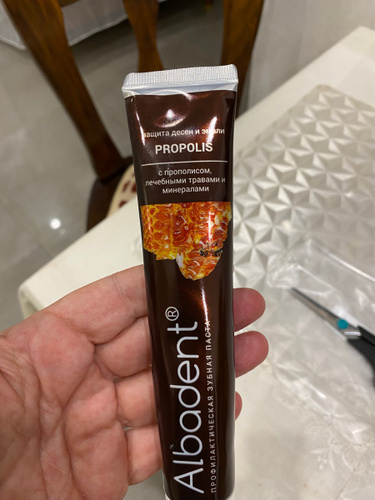 защита десен и эмали
PROPOLIS
с прополисом,
лечебными травами и
минералами
Albadent®
ПРОФИЛАКТИЧЕСКАЯ ЗУБНАЯ ПАСТА